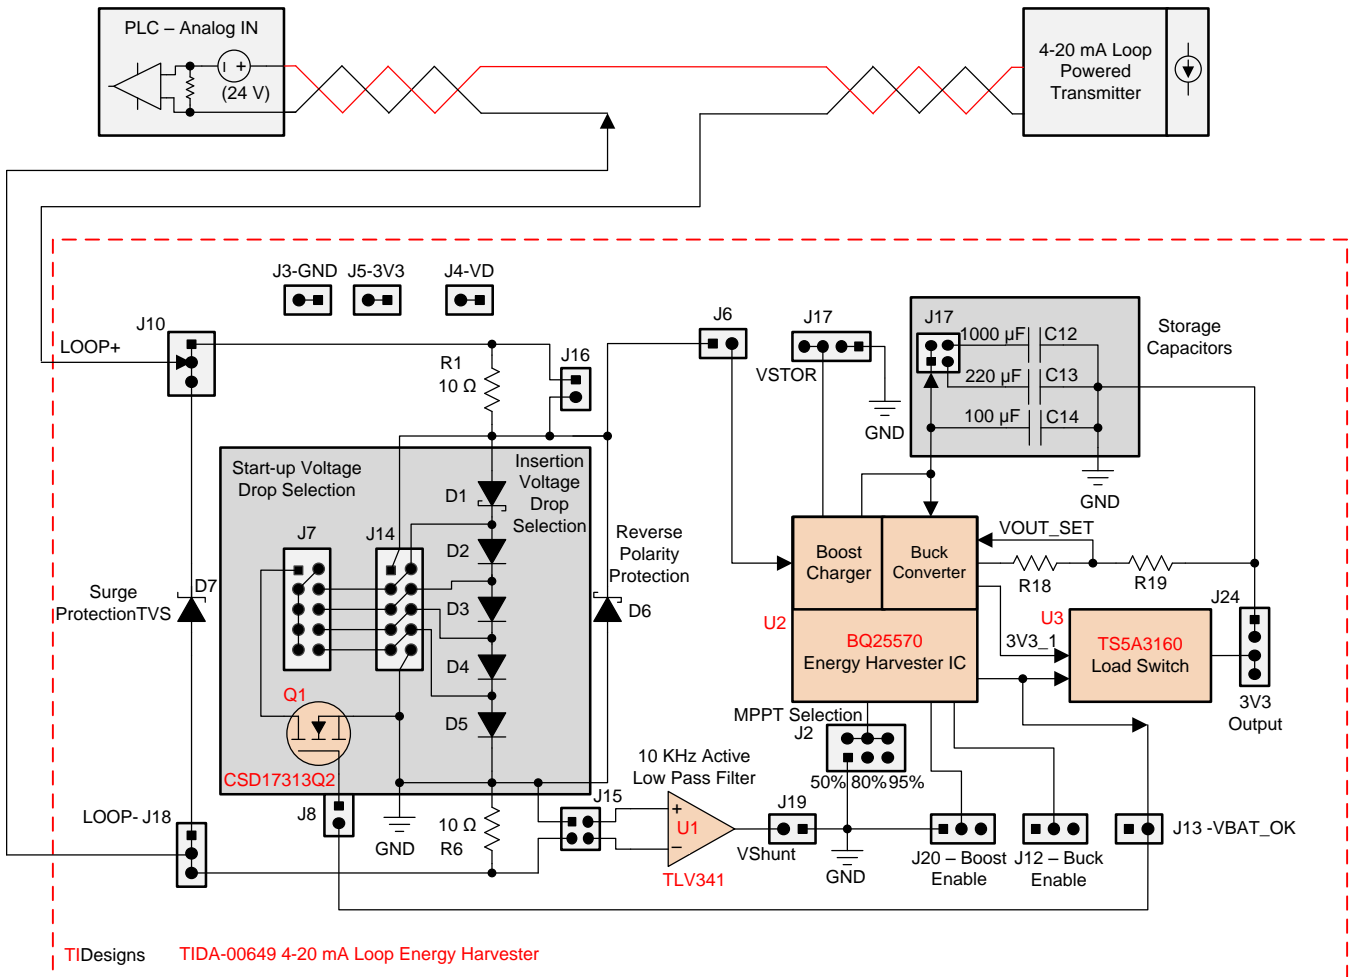 PLC – Analog IN
(24 V)
4-20 mA Loop
Powered
Transmitter
J3-GND
J5-3V3
J4-VD
J10
LOOP+
R1
10 Ω
J16
J6
J17
VSTOR
GND
J17
1000 µF
C12
220 µF
C13
100 µF
C14
GND
Storage
Capacitors
Start-up Voltage
Drop Selection
Insertion
Voltage
Drop
Selection
J7
J14
D1
D2
D3
D4
D5
Reverse
Polarity
Protection
D6
Surge
ProtectionTVS
D7
Q1
CSD17313Q2
J8
GND
LOOP- J18
10 Ω
R6
J15
10 KHz Active
Low Pass Filter
+
U1
–
TLV341
VShunt
J19
GND
Boost
Charger
Buck
Converter
U2
BQ25570
Energy Harvester IC
VOUT_SET
R18
R19
3V3_1
U3
TS5A3160
Load Switch
J24
3V3
Output
MPPT Selection
J2
50% 80% 95%
J20 – Boost
Enable
J12 – Buck
Enable
J13 -VBAT_OK
TIDesigns
TIDA-00649 4-20 mA Loop Energy Harvester